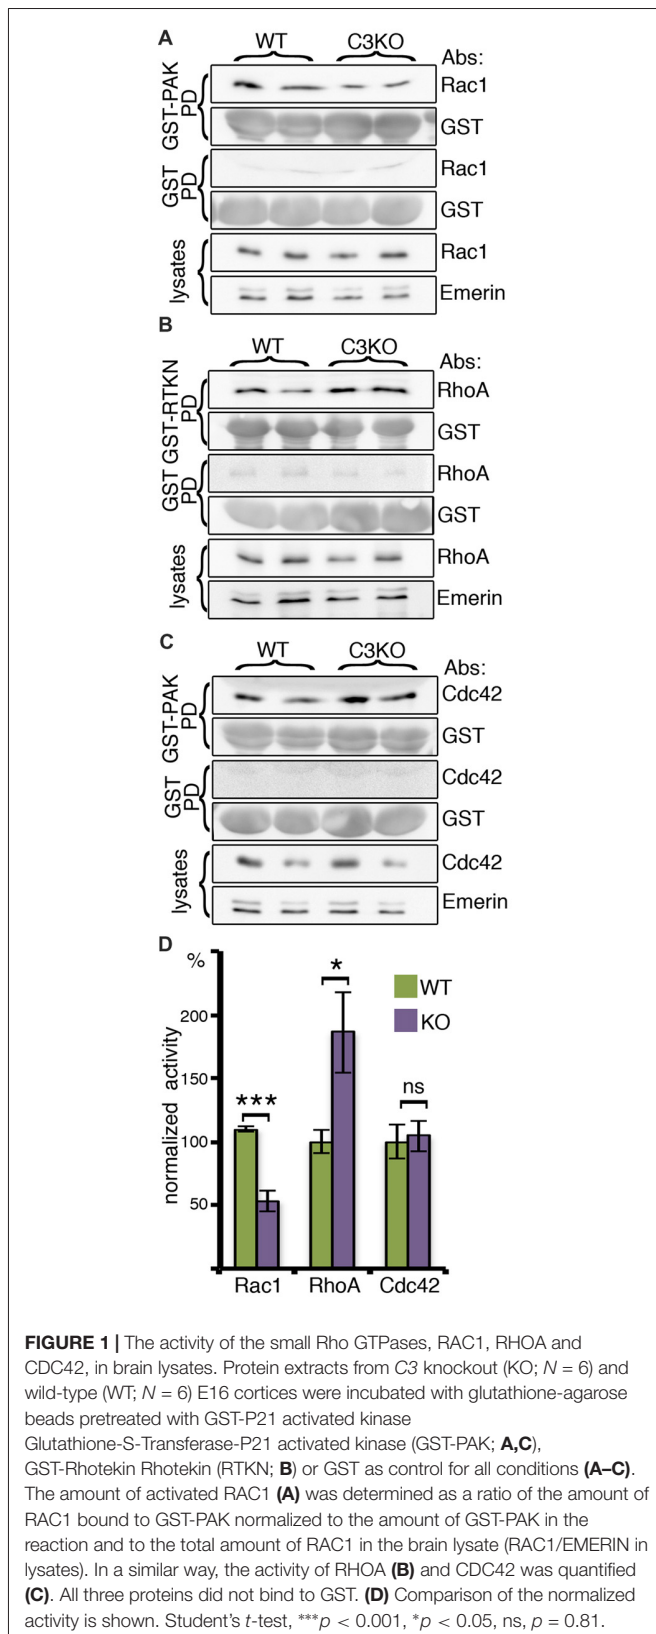 A
WT
C3KO
Abs:
GST-PAK
PD
Rac1
GST
GST
PD
Rac1
GST
lysates
Rac1
Emerin
B
WT
C3KO
Abs:
GST-RTKN
PD
RhoA
GST
GST
PD
RhoA
GST
lysates
RhoA
Emerin
C
WT
C3KO
Abs:
GST-PAK
PD
Cdc42
GST
GST
PD
Cdc42
GST
lysates
Cdc42
Emerin
D
%
normalized activity
200
150
100
50
***
*
ns
WT
KO
Rac1
RhoA
Cdc42
FIGURE 1 | The activity of the small Rho GTPases, RAC1, RHOA and
CDC42, in brain lysates. Protein extracts from C3 knockout (KO; N = 6) and
wild-type (WT; N = 6) E16 cortices were incubated with glutathione-agarose
beads pretreated with GST-P21 activated kinase
Glutathione-S-Transferase-P21 activated kinase (GST-PAK; A,C),
GST-Rhotekin Rhotekin (RTKN; B) or GST as control for all conditions (A–C).
The amount of activated RAC1 (A) was determined as a ratio of the amount of
RAC1 bound to GST-PAK normalized to the amount of GST-PAK in the
reaction and to the total amount of RAC1 in the brain lysate (RAC1/EMERIN in
lysates). In a similar way, the activity of RHOA (B) and CDC42 was quantified
(C). All three proteins did not bind to GST. (D) Comparison of the normalized
activity is shown. Student's t-test, ***p < 0.001, *p < 0.05, ns, p = 0.81.